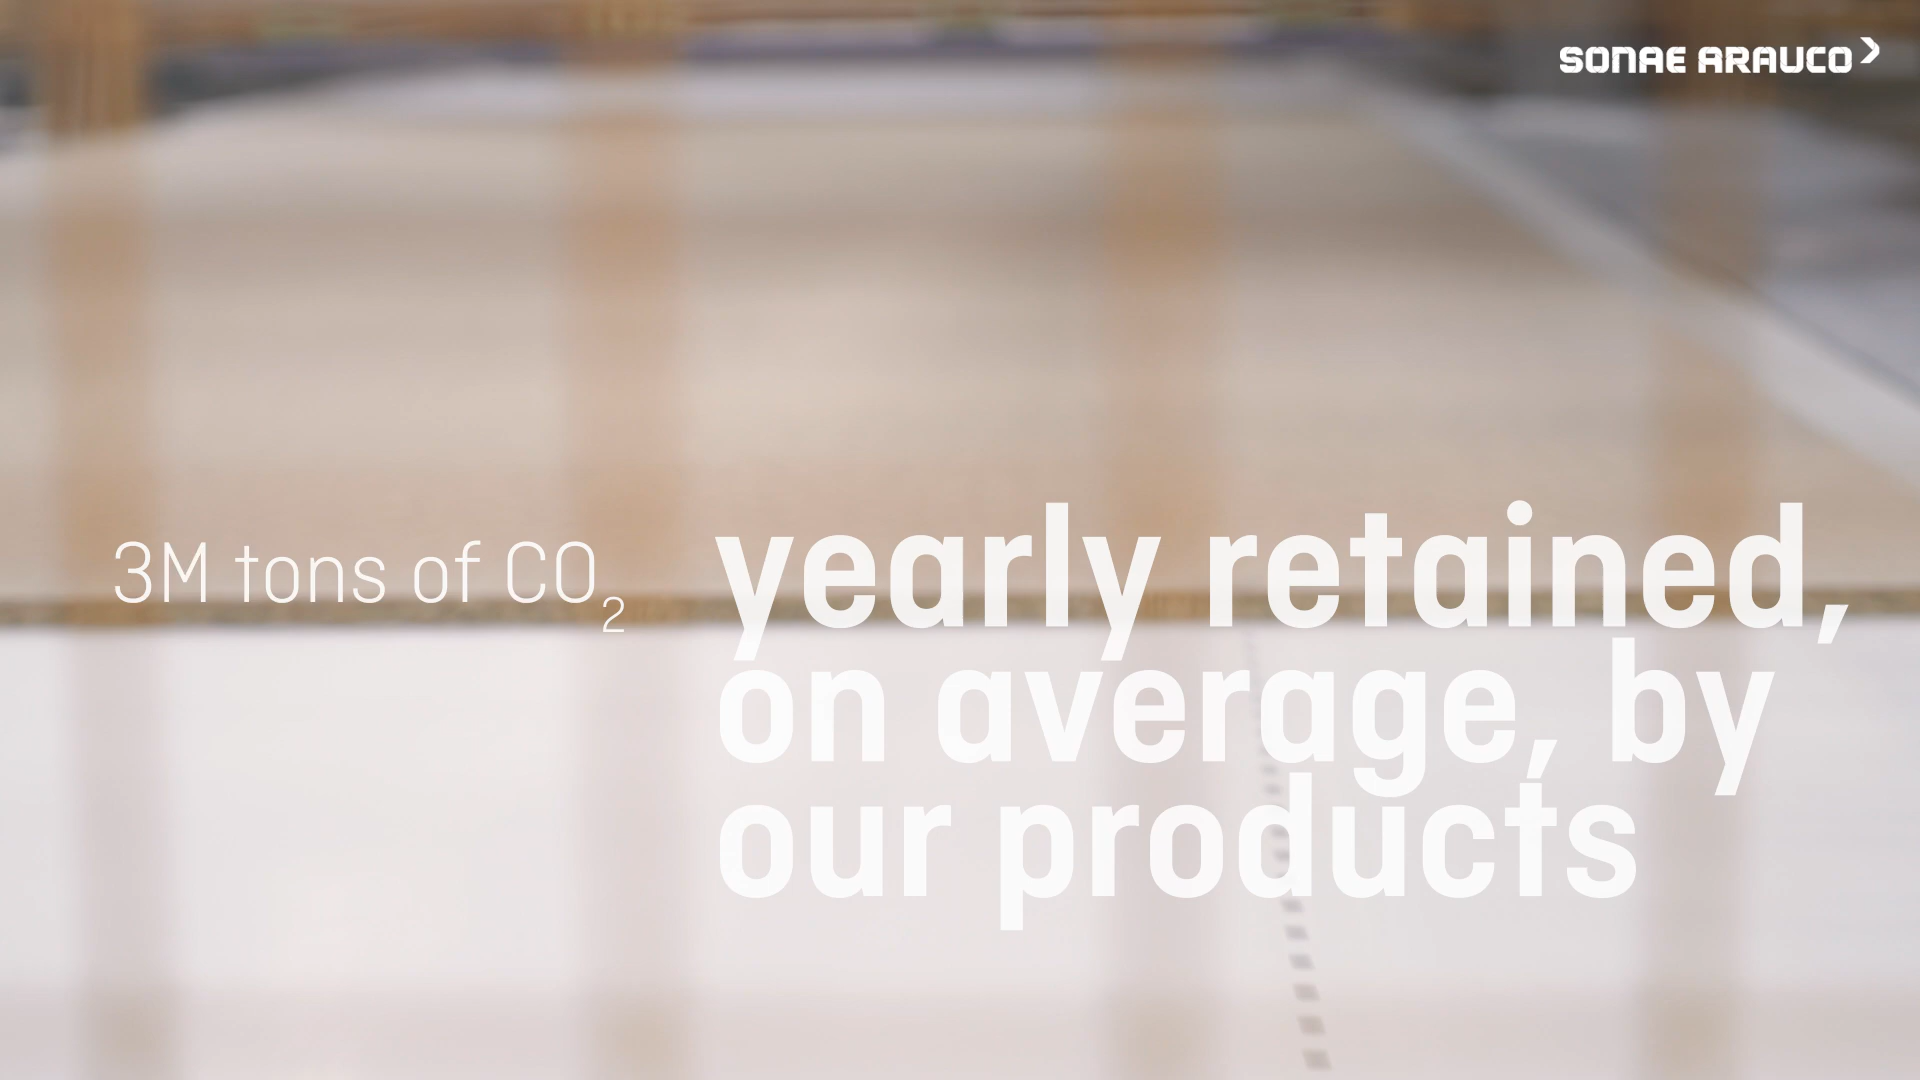 SONAE ARAUCO
3M tons of CO₂
yearly retained,
on average, by
our products